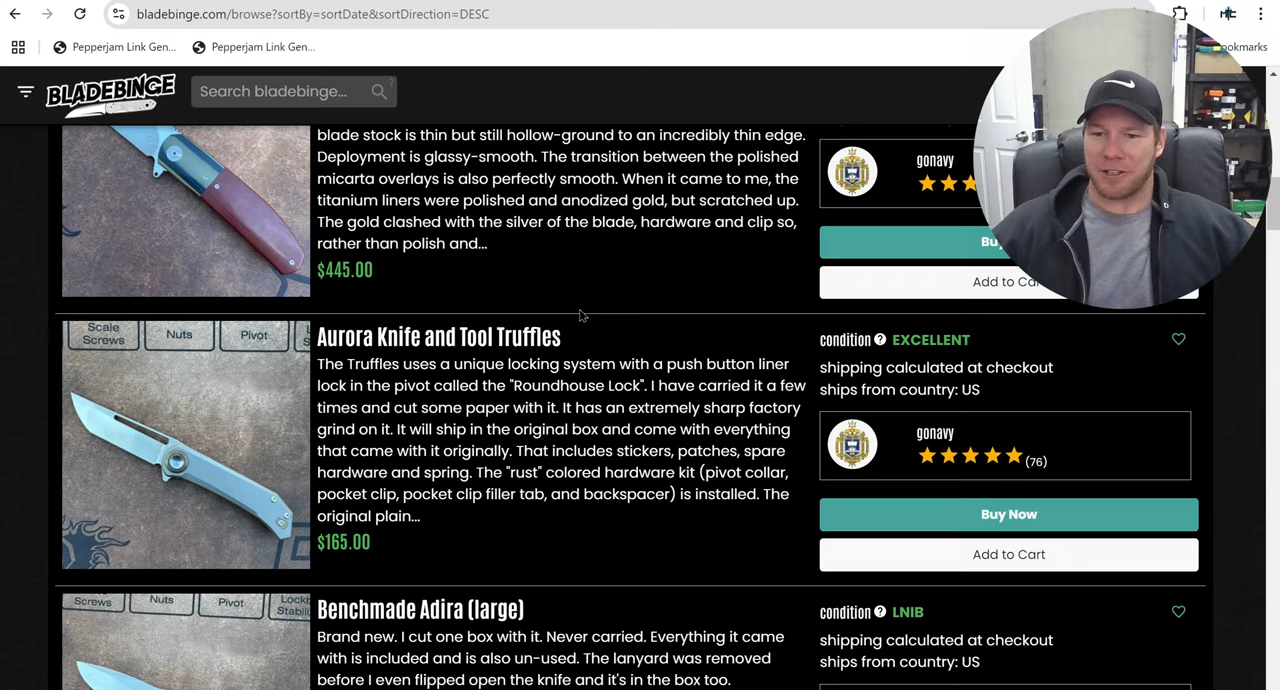 bladebinge.com/browse?sortBy=sortDate&sortDirection=DESC
Pepperjam Link Gen...
Pepperjam Link Gen...
ookmarks
BLADEBINGE
Search bladebinge...
?
blade stock is thin but still hollow-ground to an incredibly thin edge.
Deployment is glassy-smooth. The transition between the polished
micarta overlays is also perfectly smooth. When it came to me, the
titanium liners were polished and anodized gold, but scratched up.
The gold clashed with the silver of the blade, hardware and clip so,
rather than polish and...
$445.00
gonavy
Bu
Add to Ca
Scale
Screws
Nuts
Pivot
Aurora Knife and Tool Truffles
The Truffles uses a unique locking system with a push button liner
lock in the pivot called the "Roundhouse Lock". I have carried it a few
times and cut some paper with it. It has an extremely sharp factory
grind on it. It will ship in the original box and come with everything
that came with it originally. That includes stickers, patches, spare
hardware and spring. The "rust" colored hardware kit (pivot collar,
pocket clip, pocket clip filler tab, and backspacer) is installed. The
original plain...
$165.00
condition ? EXCELLENT
shipping calculated at checkout
ships from country: US
gonavy
(76)
Buy Now
Add to Cart
Screws
Nuts
Pivot
Benchmade Adira (large)
Brand new. I cut one box with it. Never carried. Everything it came
with is included and is also un-used. The lanyard was removed
before I even flipped open the knife and it's in the box too.
condition ? LNIB
shipping calculated at checkout
ships from country: US